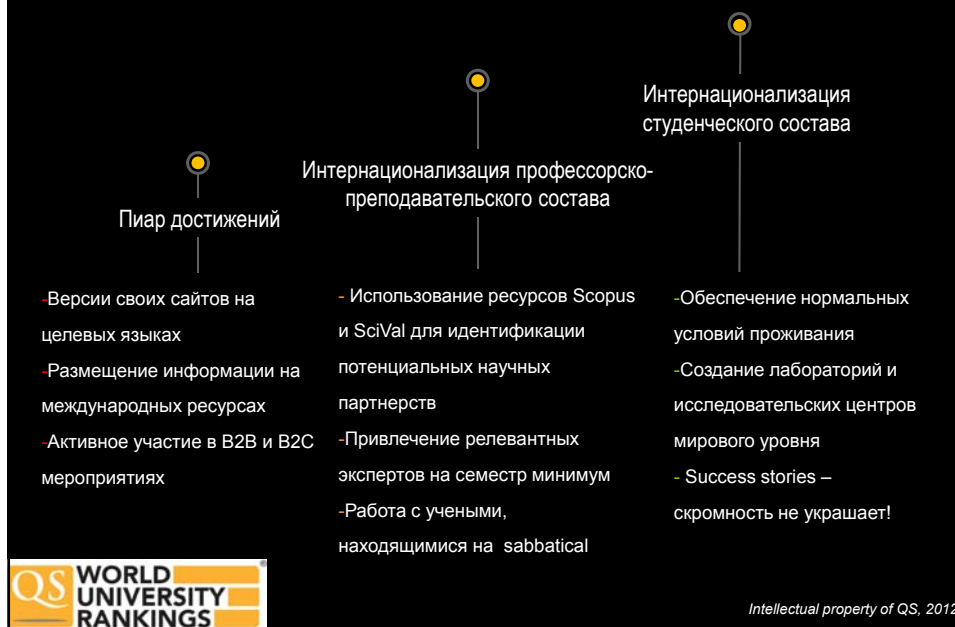 Пиар достижений
-Версии своих сайтов на
целевых языках
-Размещение информации на
международных ресурсах
-Активное участие в B2B и B2C
мероприятиях
Интернационализация профессорско-
преподавательского состава
- Использование ресурсов Scopus
и SciVal для идентификации
потенциальных научных
партнерств
-Привлечение релевантных
экспертов на семестр минимум
-Работа с учеными,
находящимися на sabbatical
Интернационализация
студенческого состава
-Обеспечение нормальных
условий проживания
-Создание лабораторий и
исследовательских центров
мирового уровня
- Success stories –
скромность не украшает!
QS WORLD
UNIVERSITY
RANKINGS
Intellectual property of QS, 2012